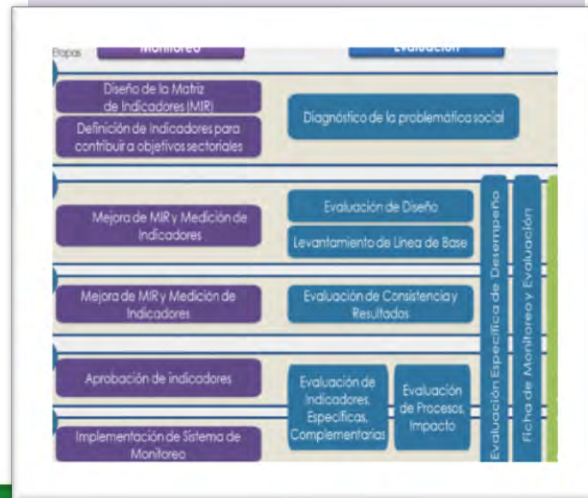 Etapas
Monitoreo
Evaluación
Diseño de la Matriz
de Indicadores (MIR)
Definición de Indicadores para
contribuir a objetivos sectoriales
Diagnóstico de la problemática social
Mejora de MIR y Medición de
Indicadores
Evaluación de Diseño
Levantamiento de Línea de Base
Mejora de MIR y Medición de
Indicadores
Evaluación de Consistencia y
Resultados
Aprobación de indicadores
Implementación de Sistema de
Monitoreo
Evaluación de
Indicadores,
Específicas,
Complementarias
Evaluación
de Procesos,
Impacto
Evaluación Específica de Desempeño
Ficha de Monitoreo y Evaluación